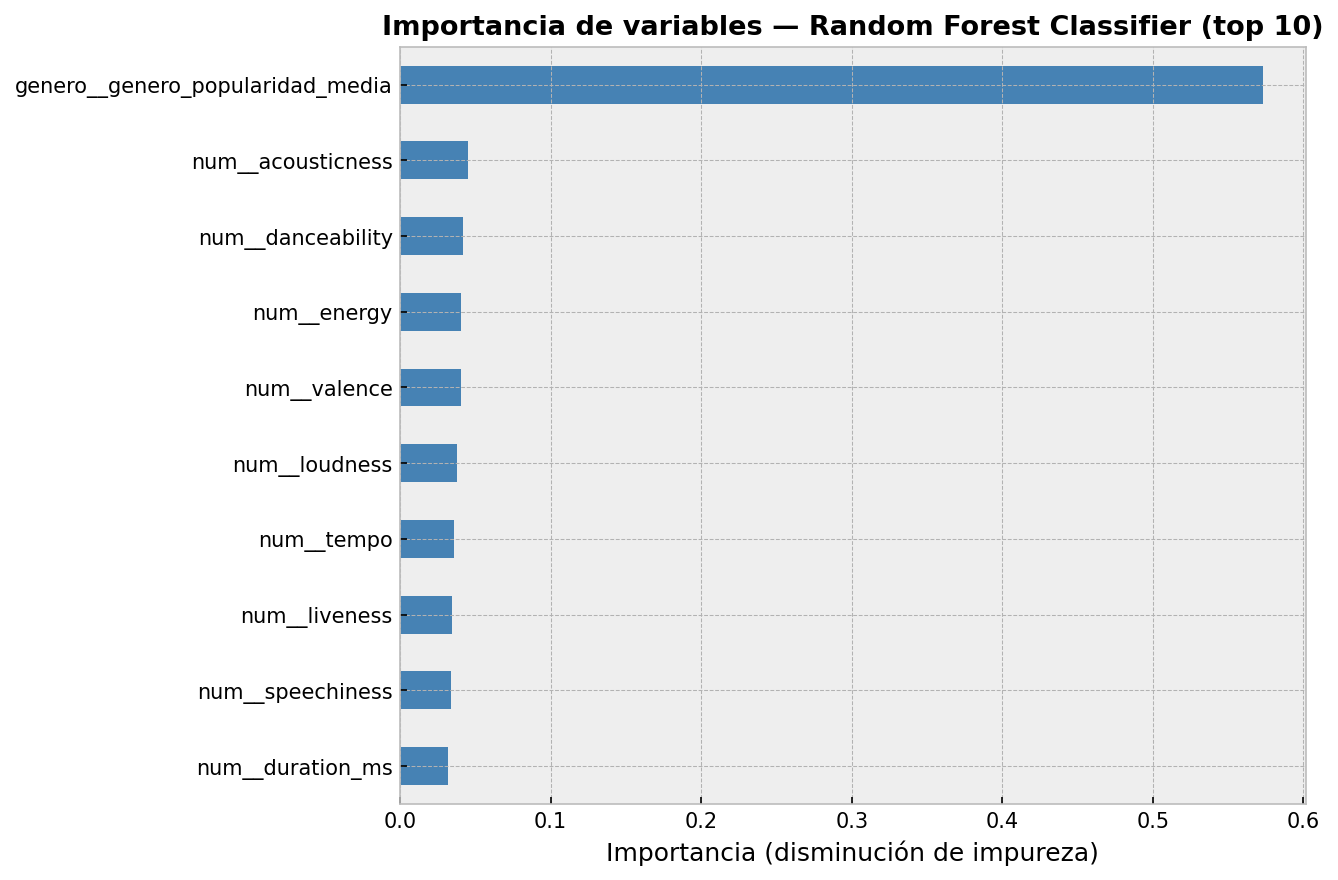 Importancia de variables — Random Forest Classifier (top 10)
genero__genero_popularidad_media
num__acousticness
num__danceability
num__energy
num__valence
num__loudness
num__tempo
num__liveness
num__speechiness
num__duration_ms
0.0 0.1 0.2 0.3 0.4 0.5 0.6
Importancia (disminución de impureza)